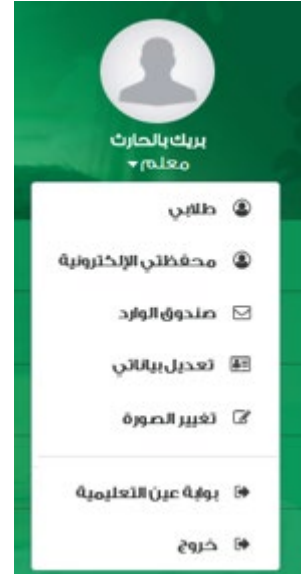 بريك بالحارث
معلم
طلابي
محفظتي الإلكترونية
صندوق الوارد
تعديل بياناتي
تغيير الصورة
بوابة عين التعليمية
خروج